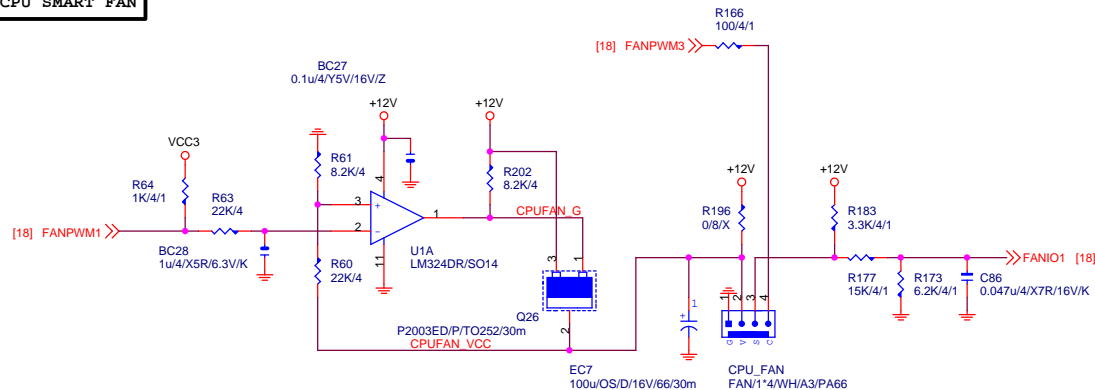 CPU SMART FAN
R166
100/4/1
[18] FANPWM3
BC27
0.1u/4/Y5V/16V/Z
+12V
+12V
VCC3
R61
8.2K/4
4
R202
8.2K/4
+12V
R64
1K/4/1
R63
22K/4
3
+
1
CPUFAN_G
R196
0/8/X
R183
3.3K/4/1
[18] FANPWM1
2
-
BC28
1u/4/X5R/6.3V/K
11
U1A
LM324DR/SO14
3
1
FANIO1 [18]
R60
22K/4
R177
15K/4/1
R173
6.2K/4/1
C86
0.047u/4/X7R/16V/K
1
2
3
4
+
1
Q26
P2003ED/P/TO252/30m
2
CPUFAN_VCC
G
V
S
C
EC7
100u/OS/D/16V/66/30m
CPU_FAN
FAN/1*4/WH/A3/PA66